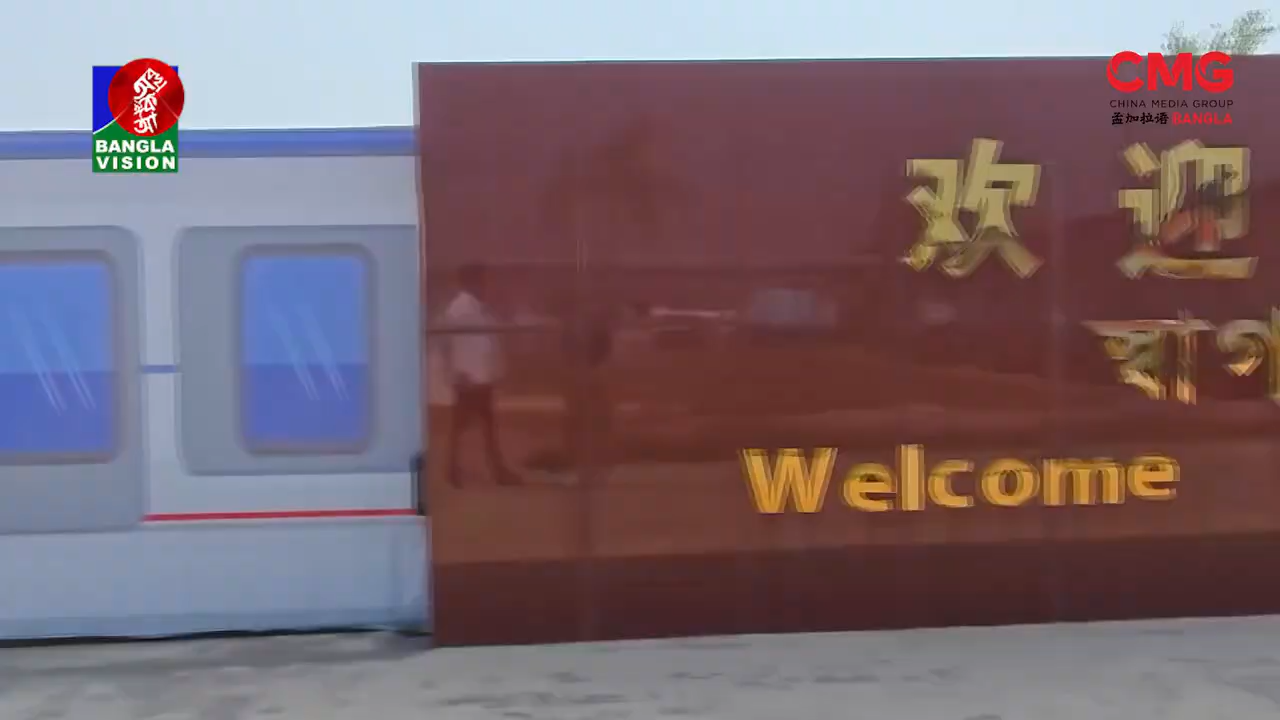 BANGLA
VISION
CMG
CHINA MEDIA GROUP
孟加拉语 BANGLA
欢迎
Welcome